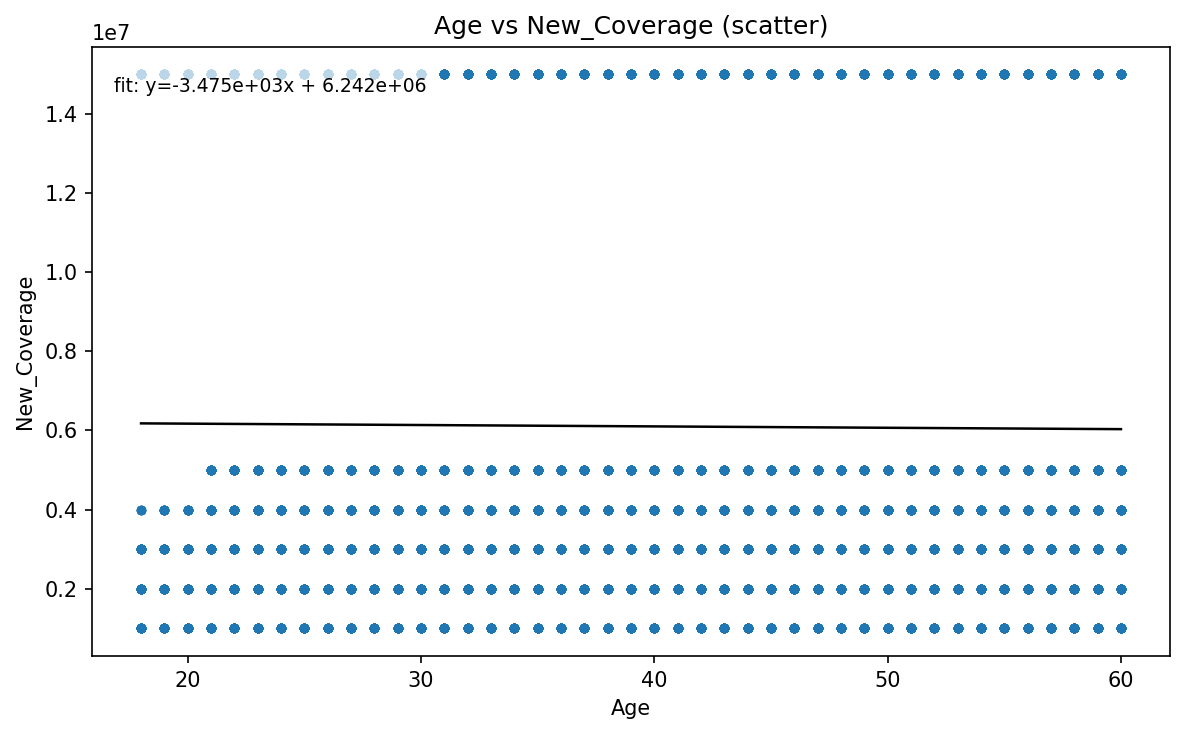 Age vs New_Coverage (scatter)
1e7
fit: y=-3.475e+03x + 6.242e+06
1.4
1.2
1.0
0.8
0.6
0.4
0.2
New_Coverage
20 30 40 50 60
Age